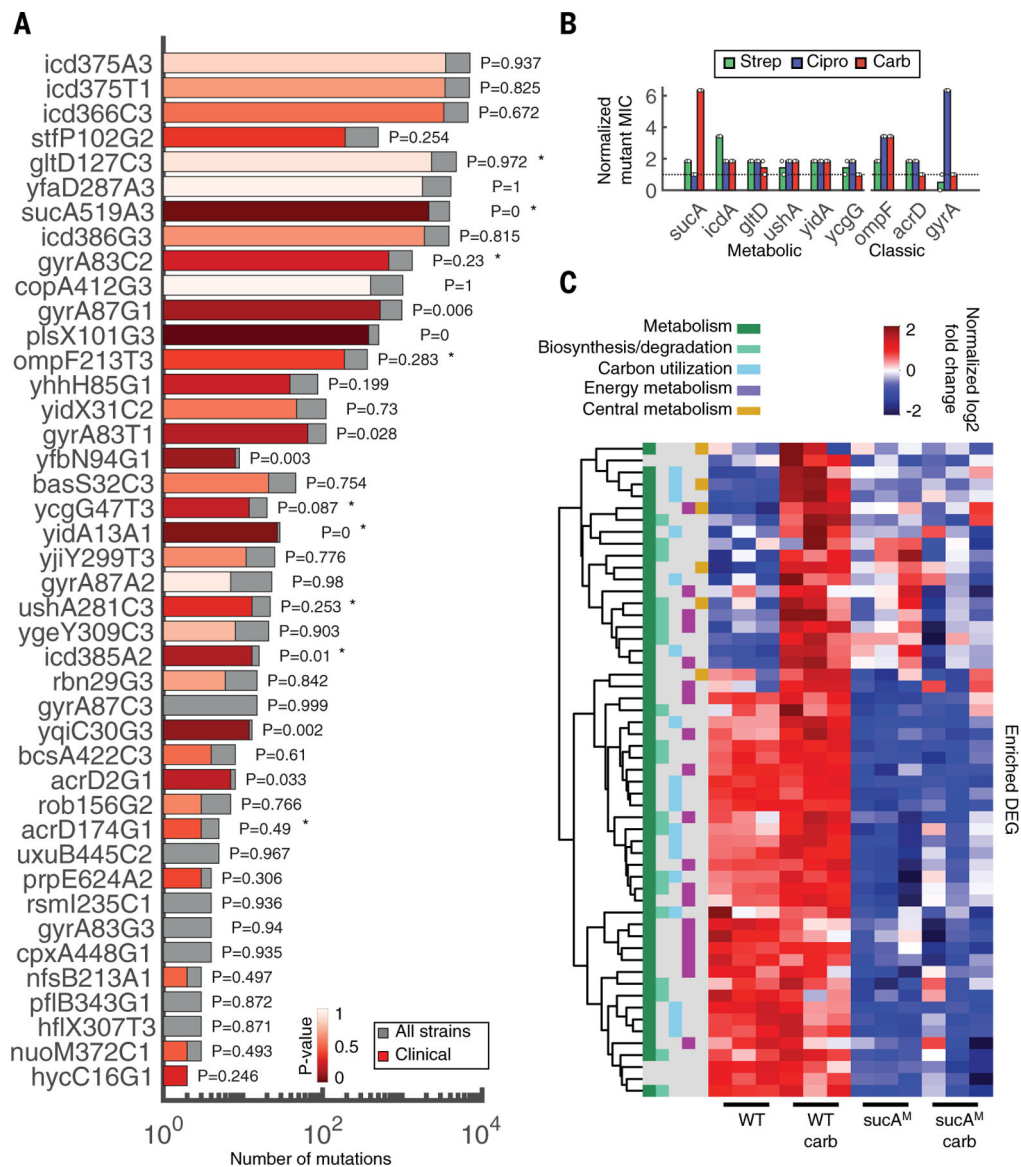 A
icd375A3 P=0.937
icd375T1 P=0.825
icd366C3 P=0.672
stfP102G2 P=0.254
gltD127C3 P=0.972 *
yfaD287A3 P=1
sucA519A3 P=0 *
icd386G3 P=0.815
gyrA83C2 P=0.23 *
copA412G3 P=1
gyrA87G1 P=0.006
plsX101G3 P=0
ompF213T3 P=0.283 *
yhhH85G1 P=0.199
yidX31C2 P=0.73
gyrA83T1 P=0.028
yfbN94G1 P=0.003
basS32C3 P=0.754
ycgG47T3 P=0.087 *
yidA13A1 P=0 *
yjiY299T3 P=0.776
gyrA87A2 P=0.98
ushA281C3 P=0.253 *
ygeY309C3 P=0.903
icd385A2 P=0.01 *
rbn29G3 P=0.842
gyrA87C3 P=0.999
yqiC30G3 P=0.002
bcsA422C3 P=0.61
acrD2G1 P=0.033
rob156G2 P=0.766
acrD174G1 P=0.49 *
uxuB445C2 P=0.967
prpE624A2 P=0.306
rsmI235C1 P=0.936
gyrA83G3 P=0.94
cpxA448G1 P=0.935
nfsB213A1 P=0.497
pflB343G1 P=0.872
hflX307T3 P=0.871
nuoM372C1 P=0.493
hycC16G1 P=0.246
P-value
1
0.5
0
All strains
Clinical
10^0 10^2 10^4
Number of mutations
B
Strep Cipro Carb
Normalized
mutant MIC
6
4
2
0
sucA icdA gltD ushA yidA ycgG ompF acrD gyrA
Metabolic Classic
C
Metabolism
Biosynthesis/degradation
Carbon utilization
Energy metabolism
Central metabolism
2
0
-2
Normalized log2
fold change
Enriched DEG
WT WT carb sucA^M sucA^M carb